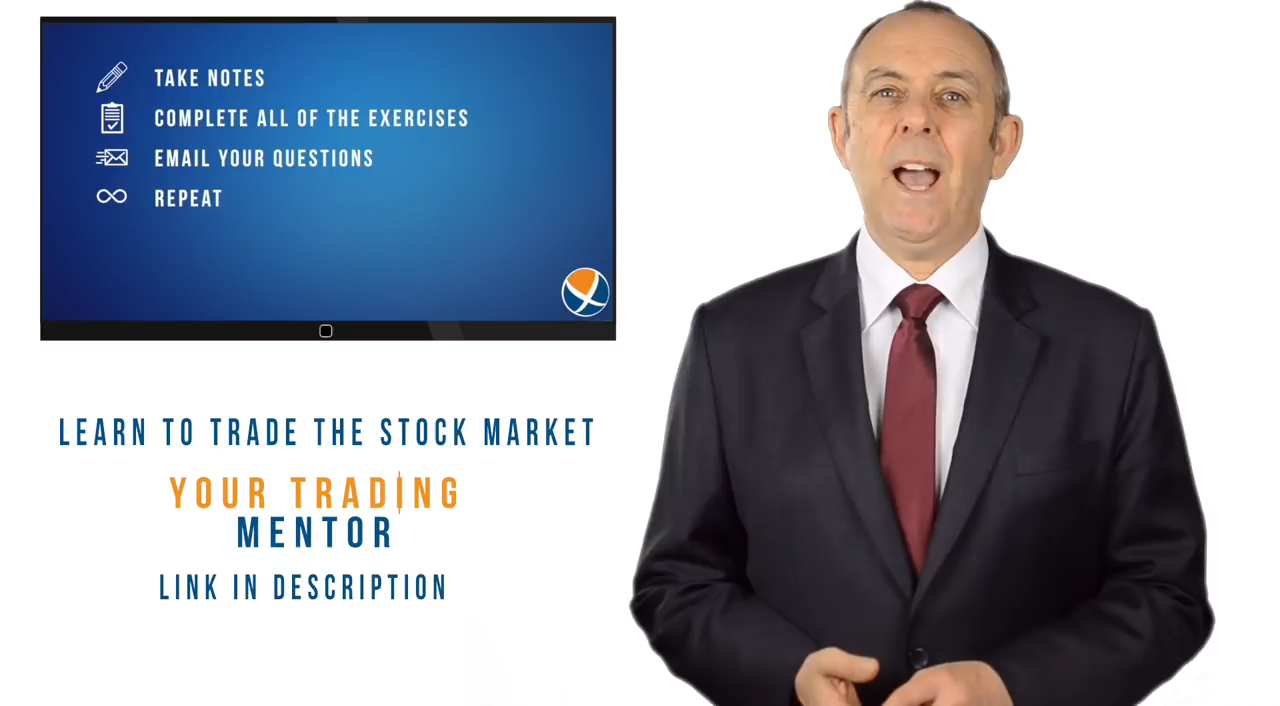 TAKE NOTES
COMPLETE ALL OF THE EXERCISES
EMAIL YOUR QUESTIONS
REPEAT
LEARN TO TRADE THE STOCK MARKET
YOUR TRADING
MENTOR
LINK IN DESCRIPTION